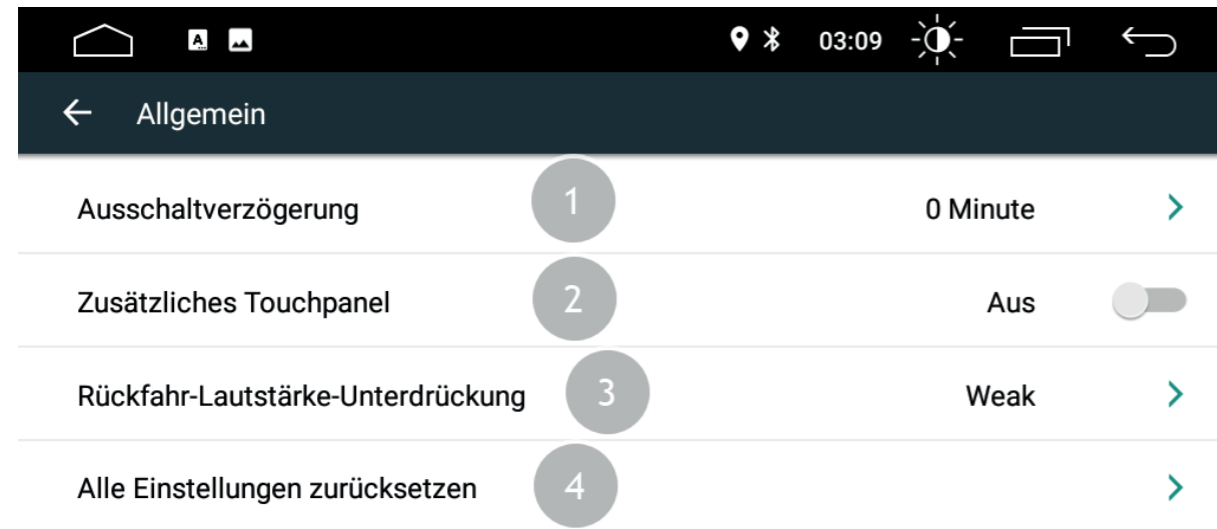 A
03:09
Allgemein
Ausschaltverzögerung 1 0 Minute
Zusätzliches Touchpanel 2 Aus
Rückfahr-Lautstärke-Unterdrückung 3 Weak
Alle Einstellungen zurücksetzen 4